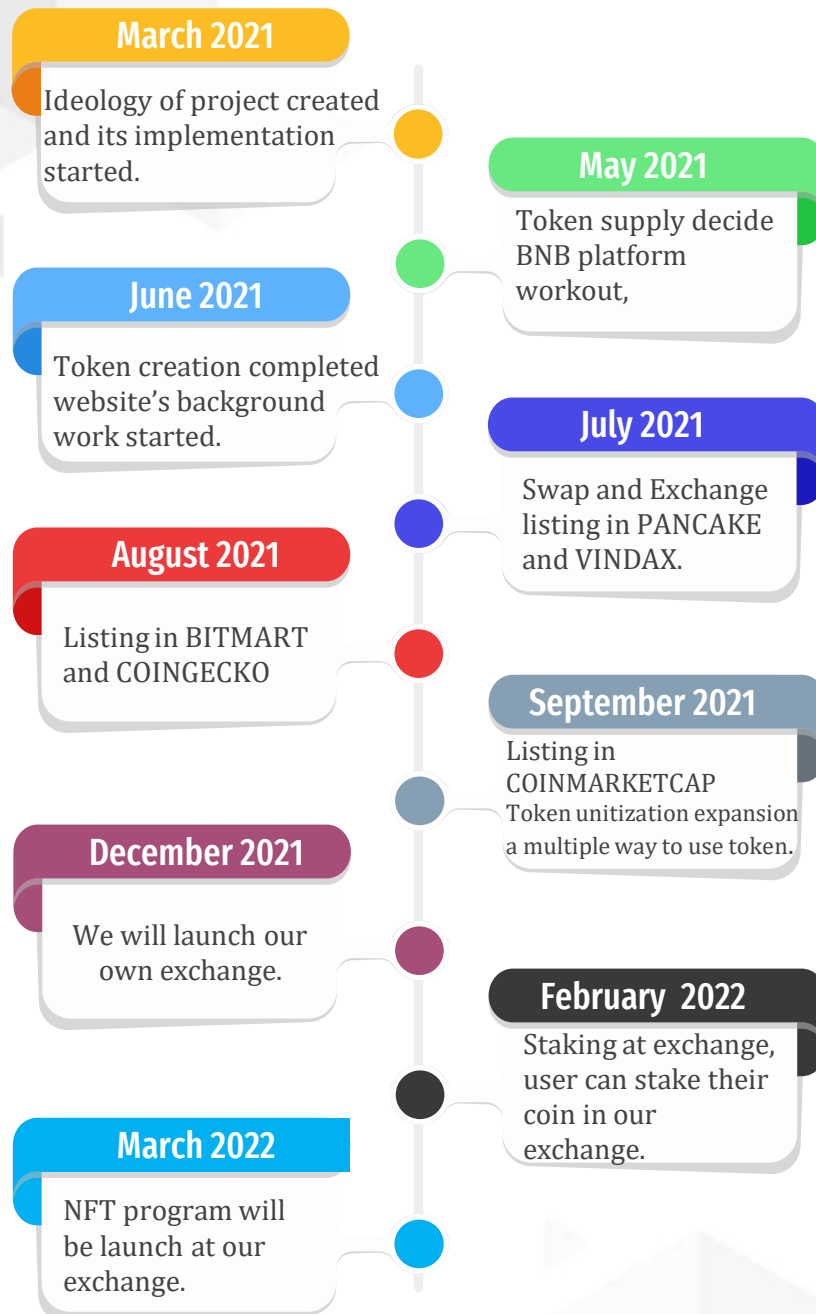 March 2021
Ideology of project created
and its implementation
started.
May 2021
Token supply decide
BNB platform
workout,
June 2021
Token creation completed
website’s background
work started.
July 2021
Swap and Exchange
listing in PANCAKE
and VINDAX.
August 2021
Listing in BITMART
and COINGECKO
September 2021
Listing in
COINMARKETCAP
Token unitization expansion
a multiple way to use token.
December 2021
We will launch our
own exchange.
February 2022
Staking at exchange,
user can stake their
coin in our
exchange.
March 2022
NFT program will
be launch at our
exchange.